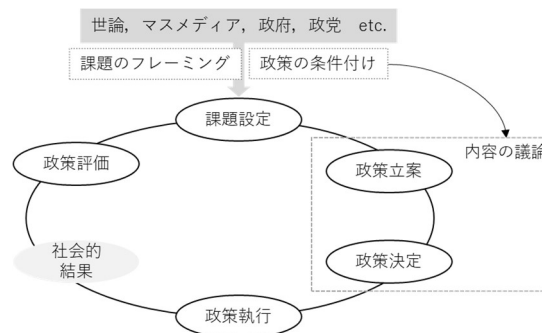 世論，マスメディア，政府，政党　etc.
課題のフレーミング
政策の条件付け
課題設定
内容の議論
政策評価
政策立案
社会的
結果
政策決定
政策執行